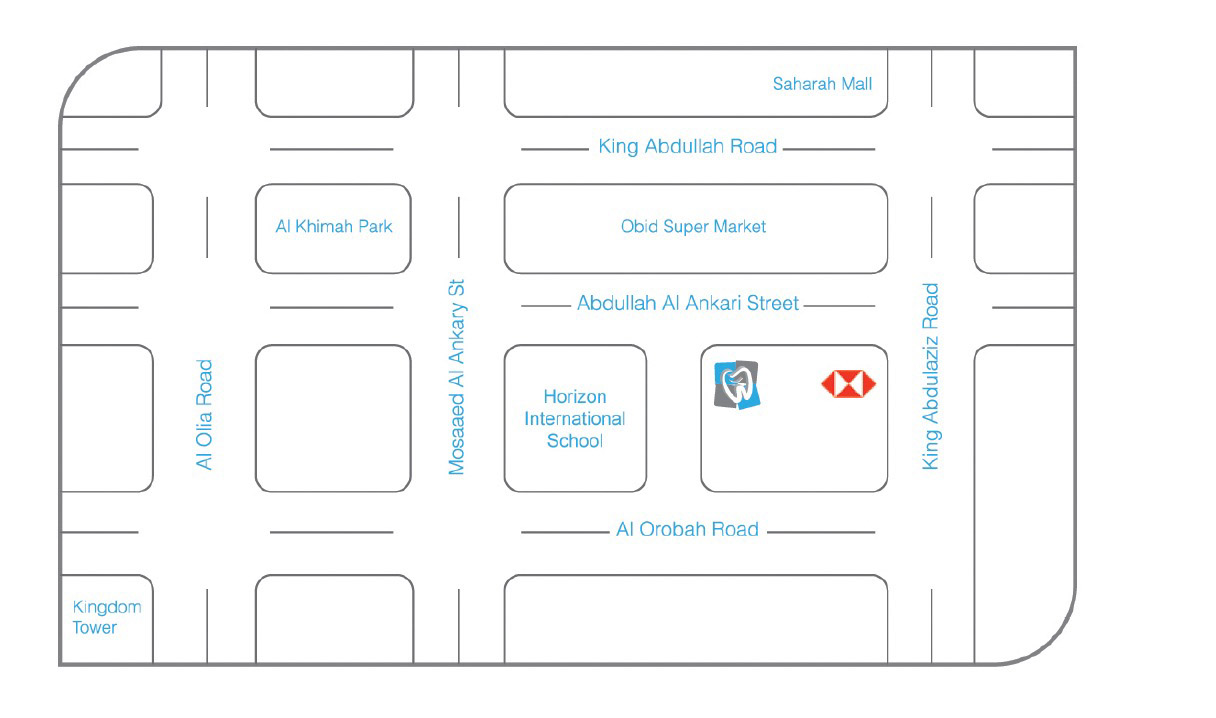 Saharah Mall
King Abdullah Road
Al Khimah Park
Obid Super Market
Abdullah Al Ankari Street
Mosaaed Al Ankary St
King Abdulaziz Road
Al Olia Road
Horizon
International
School
Al Orobah Road
Kingdom
Tower